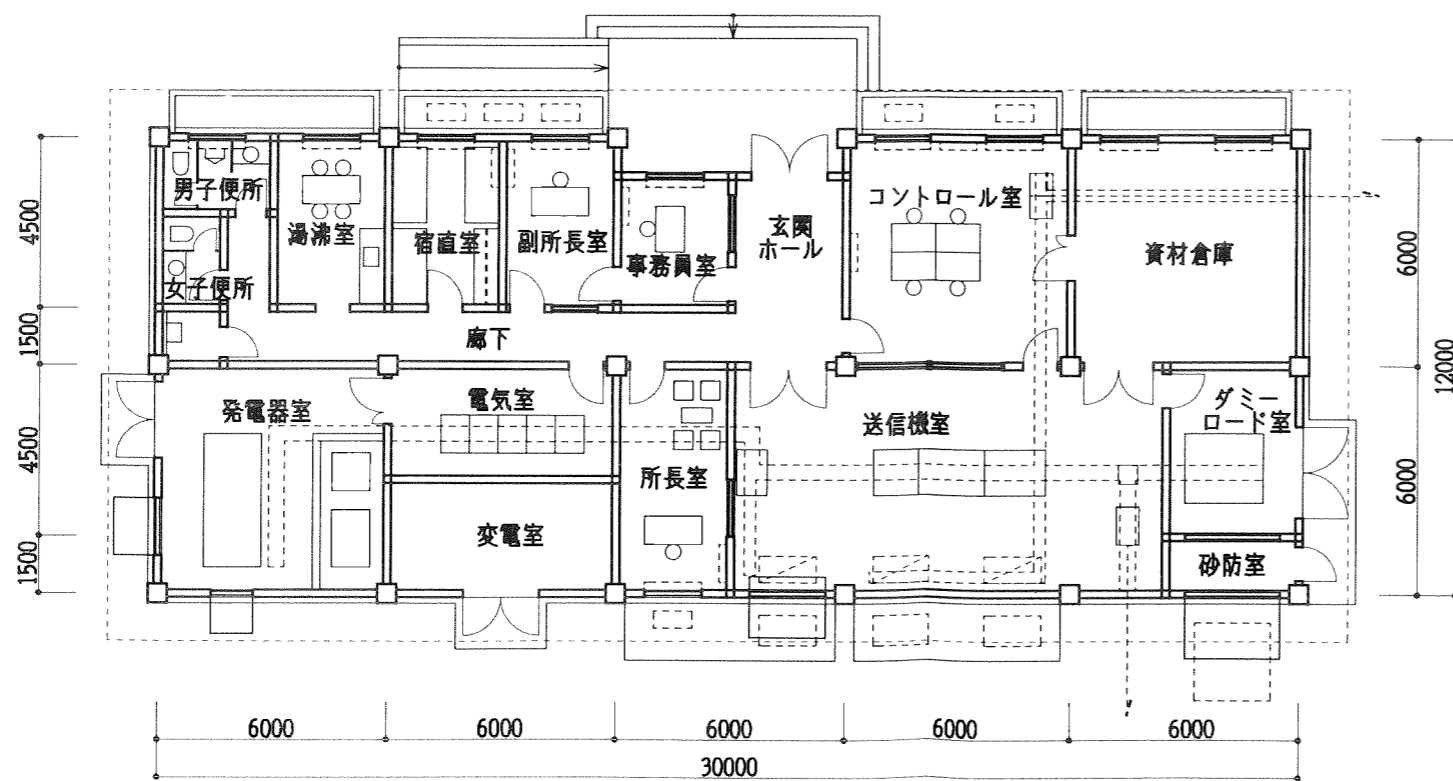 男子便所
湯沸室
宿直室
副所長室
事務員室
玄関
ホール
コントロール室
資材倉庫
女子便所
廊下
発電器室
電気室
所長室
送信機室
ダミー
ロード室
変電室
砂防室
4500
1500
4500
1500
6000
6000
12000
6000
6000
6000
6000
6000
30000